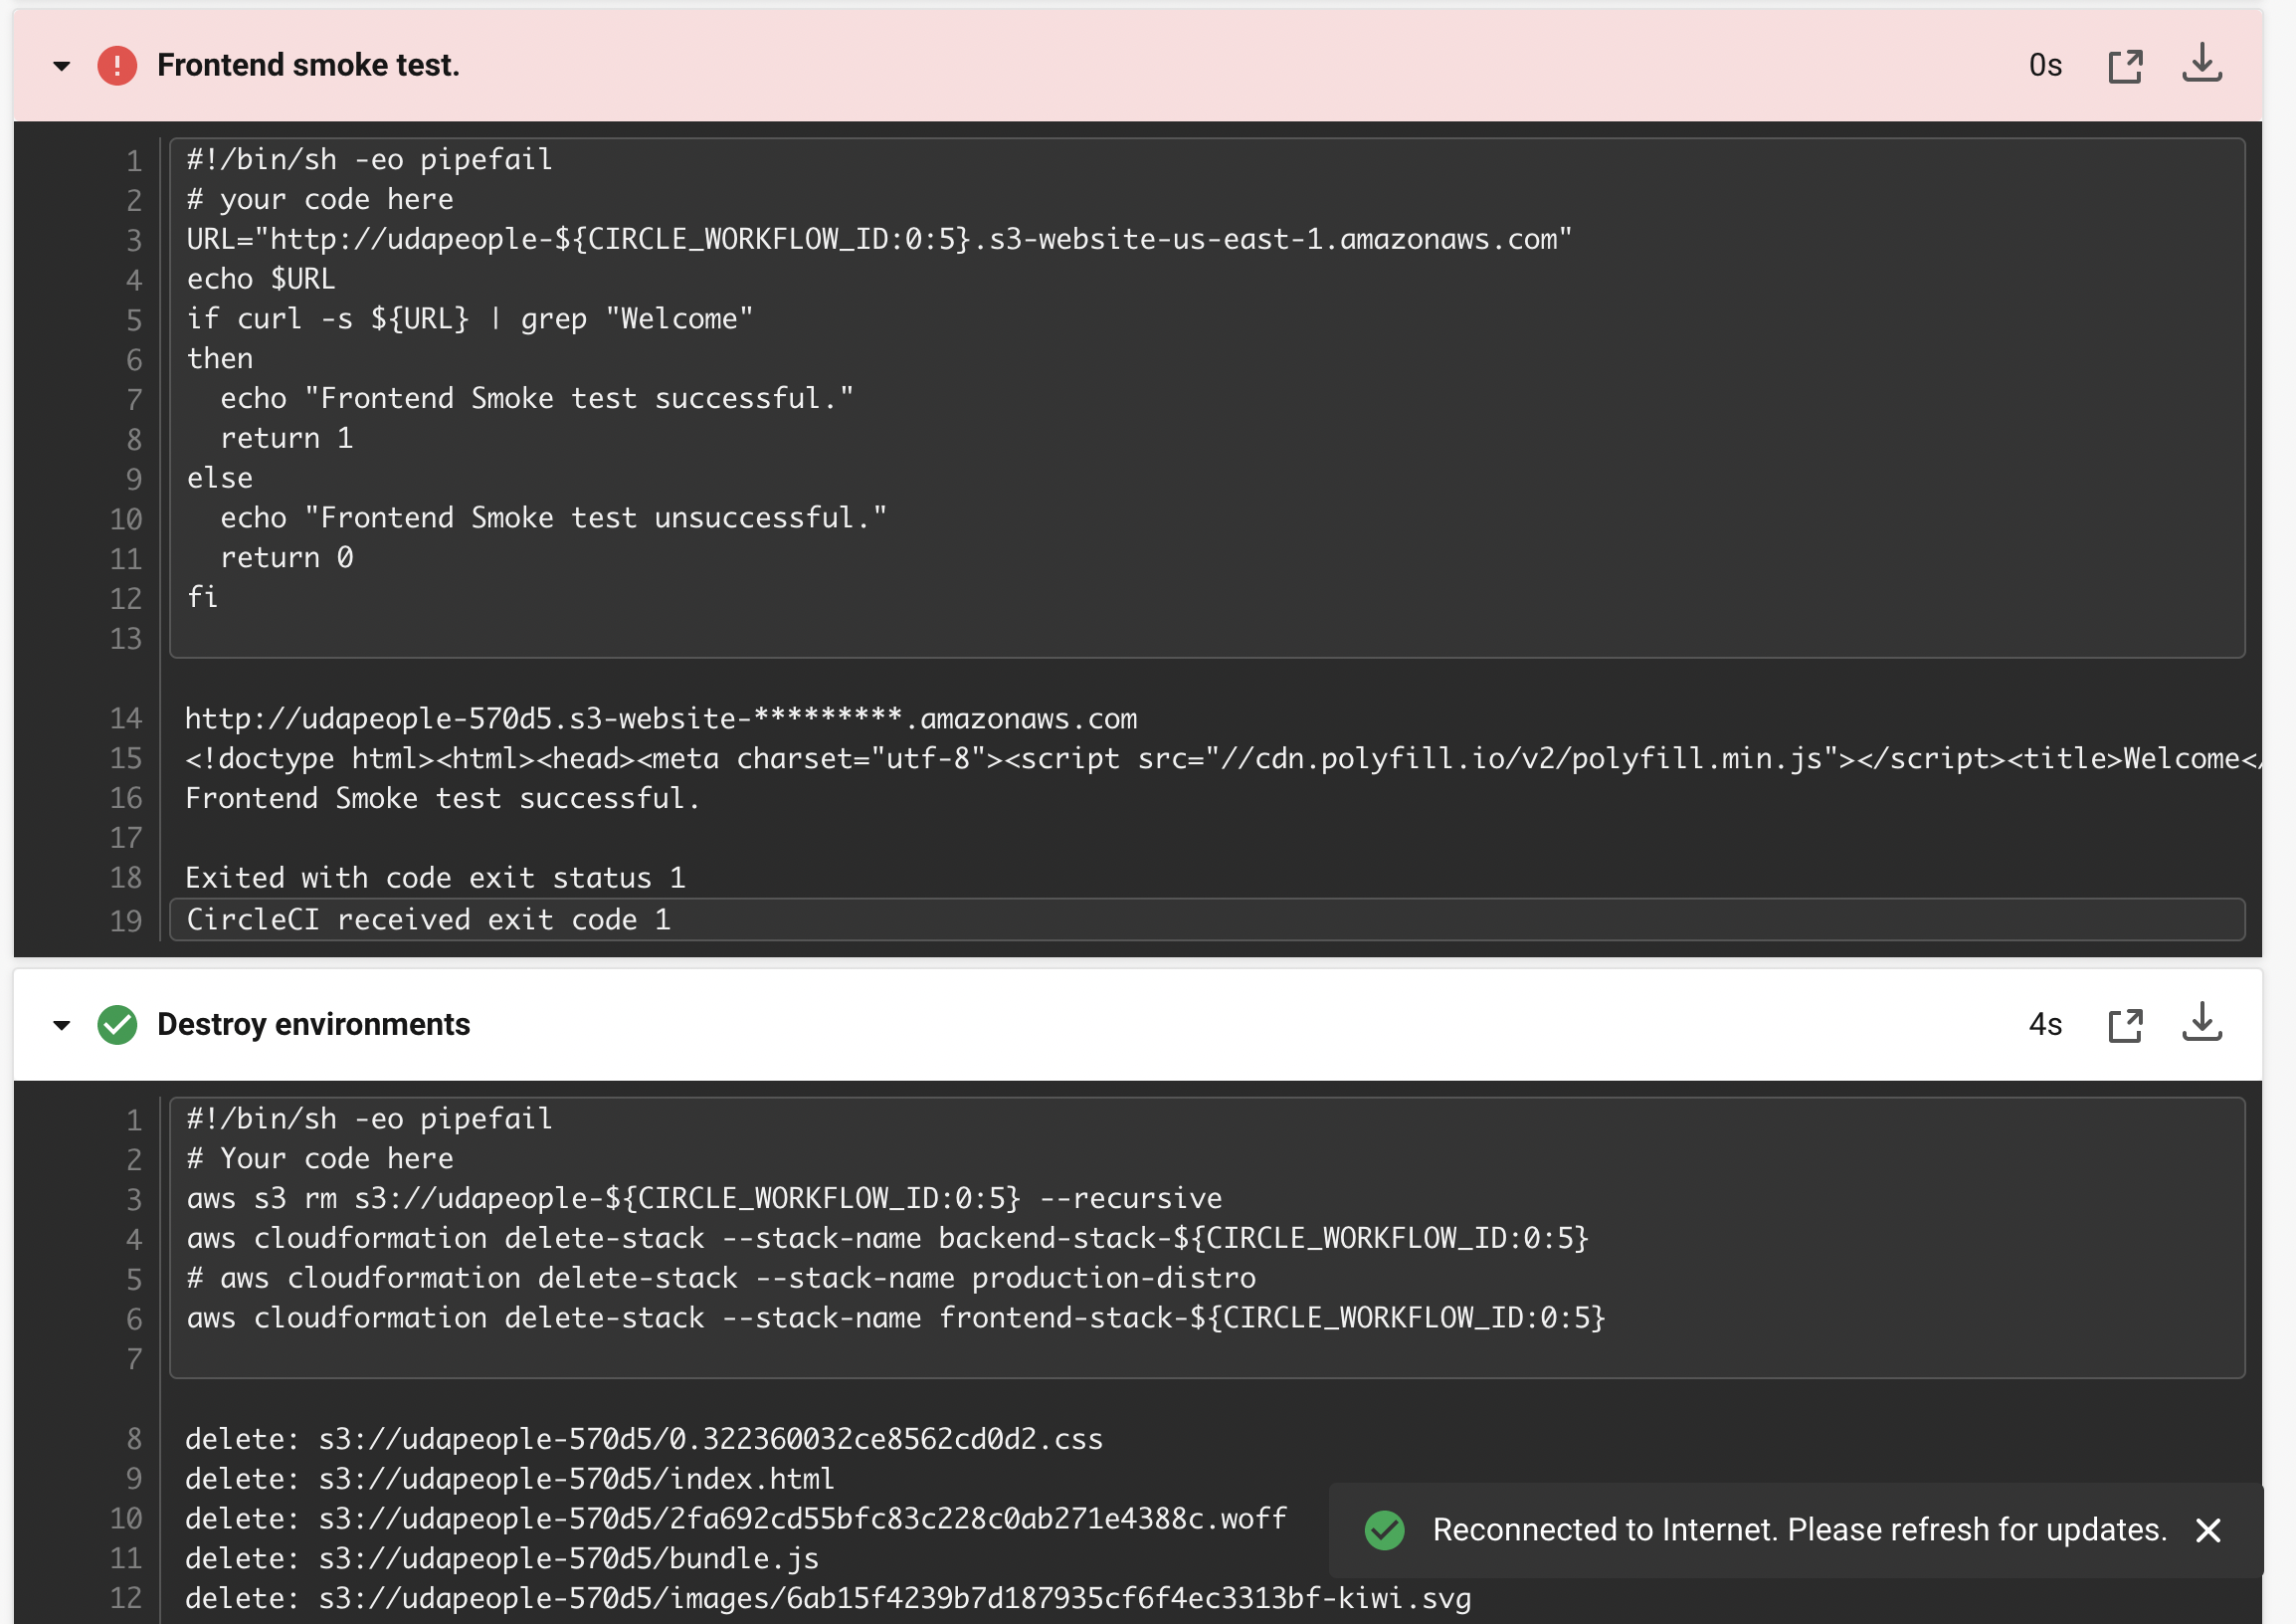 Frontend smoke test.
0s
1 #!/bin/sh -eo pipefail
2 # your code here
3 URL="http://udapeople-${CIRCLE_WORKFLOW_ID:0:5}.s3-website-us-east-1.amazonaws.com"
4 echo $URL
5 if curl -s ${URL} | grep "Welcome"
6 then
7   echo "Frontend Smoke test successful."
8   return 1
9 else
10   echo "Frontend Smoke test unsuccessful."
11   return 0
12 fi
13
14 http://udapeople-570d5.s3-website-*********.amazonaws.com
15 <!doctype html><html><head><meta charset="utf-8"><script src="//cdn.polyfill.io/v2/polyfill.min.js"></script><title>Welcome</
16 Frontend Smoke test successful.
17
18 Exited with code exit status 1
19 CircleCI received exit code 1
Destroy environments
4s
1 #!/bin/sh -eo pipefail
2 # Your code here
3 aws s3 rm s3://udapeople-${CIRCLE_WORKFLOW_ID:0:5} --recursive
4 aws cloudformation delete-stack --stack-name backend-stack-${CIRCLE_WORKFLOW_ID:0:5}
5 # aws cloudformation delete-stack --stack-name production-distro
6 aws cloudformation delete-stack --stack-name frontend-stack-${CIRCLE_WORKFLOW_ID:0:5}
7
8 delete: s3://udapeople-570d5/0.322360032ce8562cd0d2.css
9 delete: s3://udapeople-570d5/index.html
10 delete: s3://udapeople-570d5/2fa692cd55bfc83c228c0ab271e4388c.woff
11 delete: s3://udapeople-570d5/bundle.js
12 delete: s3://udapeople-570d5/images/6ab15f4239b7d187935cf6f4ec3313bf-kiwi.svg
Reconnected to Internet. Please refresh for updates.